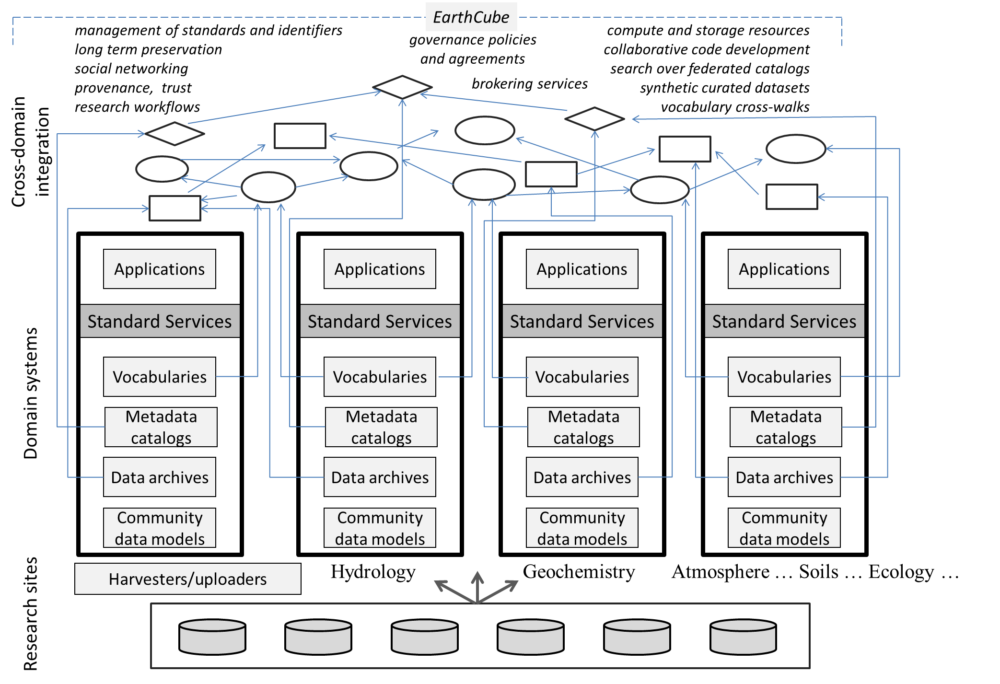 EarthCube
management of standards and identifiers
long term preservation
social networking
provenance,  trust
research workflows
governance policies
and agreements
brokering services
compute and storage resources
collaborative code development
search over federated catalogs
synthetic curated datasets
vocabulary cross-walks
Cross-domain
integration
Domain systems
Research sites
Applications
Standard Services
Vocabularies
Metadata
catalogs
Data archives
Community
data models
Applications
Standard Services
Vocabularies
Metadata
catalogs
Data archives
Community
data models
Applications
Standard Services
Vocabularies
Metadata
catalogs
Data archives
Community
data models
Applications
Standard Services
Vocabularies
Metadata
catalogs
Data archives
Community
data models
Harvesters/uploaders
Hydrology
Geochemistry
Atmosphere … Soils … Ecology …